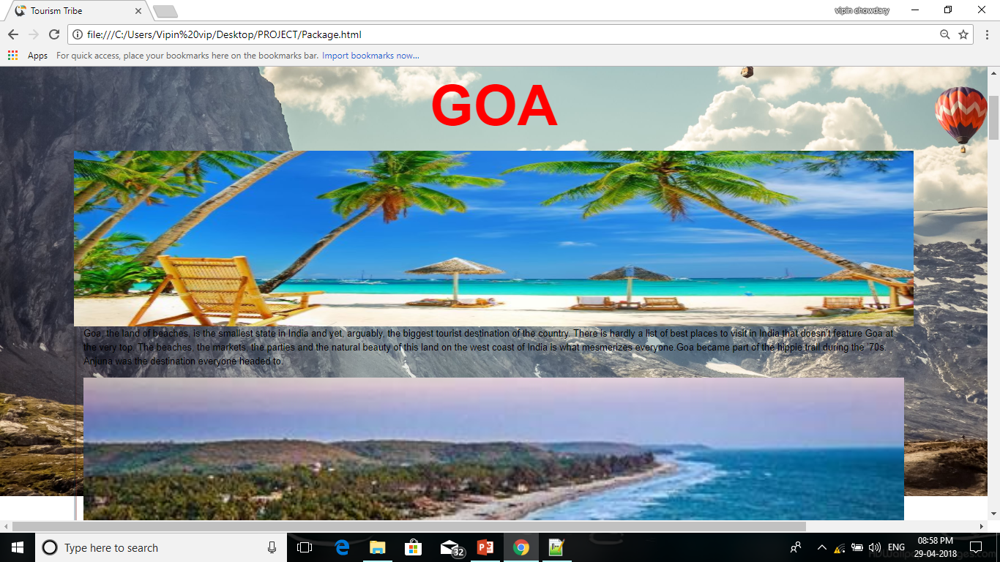 Tourism Tribe
vipin chowdary
file:///C:/Users/Vipin%20vip/Desktop/PROJECT/Package.html
Apps
For quick access, place your bookmarks here on the bookmarks bar. Import bookmarks now...
GOA
Goa, the land of beaches, is the smallest state in India and yet, arguably, the biggest tourist destination of the country. There is hardly a list of best places to visit in India that doesn't feature Goa at
the very top. The beaches, the markets, the parties and the natural beauty of this land on the west coast of India is what mesmerizes everyone.Goa became part of the hippie trail during the '70s.
Anjuna was the destination everyone headed to.
Type here to search
32
ENG
08:58 PM
29-04-2018